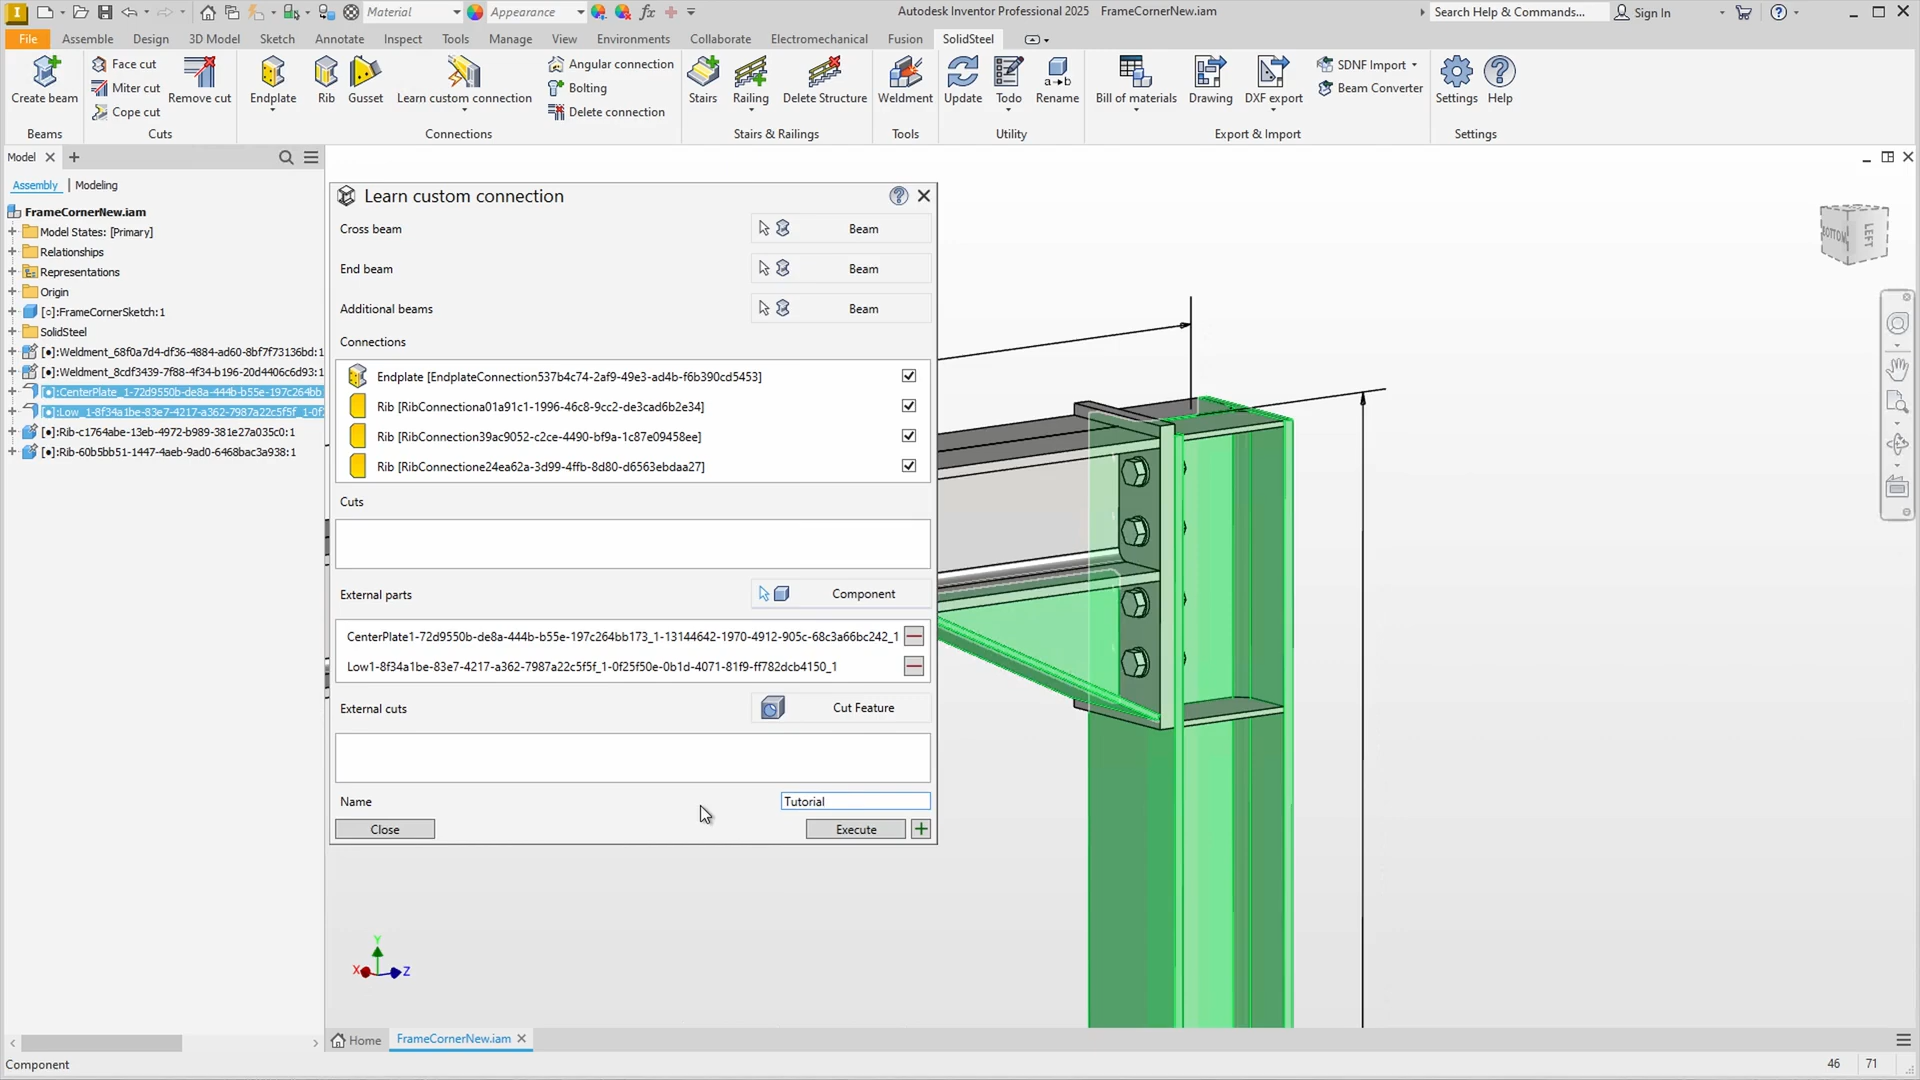 Material
Appearance
Autodesk Inventor Professional 2025 FrameCornerNew.iam
Search Help & Commands...
Sign In
File Assemble Design 3D Model Sketch Annotate Inspect Tools Manage View Environments Collaborate Electromechanical Fusion SolidSteel
Create beam
Face cut
Miter cut
Cope cut
Remove cut
Endplate
Rib
Gusset
Learn custom connection
Angular connection
Bolting
Delete connection
Stairs
Railing
Delete Structure
Weldment
Update
Todo
Rename
Bill of materials
Drawing
DXF export
SDNF Import
Beam Converter
Settings
Help
Beams Cuts Connections Stairs & Railings Tools Utility Export & Import Settings
Model
Assembly | Modeling
FrameCornerNew.iam
Model States: [Primary]
Relationships
Representations
Origin
[○]:FrameCornerSketch:1
SolidSteel
[●]:Weldment_68f0a7d4-df36-4884-ad60-8bf7f73136bd:1
[●]:Weldment_8cdf3439-7f88-4f34-b196-20d4406c6d93:1
:CenterPlate_1-72d9550b-de8a-444b-b55e-197c264bb
:Low_1-8f34a1be-83e7-4217-a362-7987a22c5f5f_1-0f2
[●]:Rib-c1764abe-13eb-4972-b989-381e27a035c0:1
[●]:Rib-60b5bb51-1447-4aeb-9ad0-6468bac3a938:1
Learn custom connection
Cross beam Beam
End beam Beam
Additional beams Beam
Connections
Endplate [EndplateConnection537b4c74-2af9-49e3-ad4b-f6b390cd5453]
Rib [RibConnectiona01a91c1-1996-46c8-9cc2-de3cad6b2e34]
Rib [RibConnection39ac9052-c2ce-4490-bf9a-1c87e09458ee]
Rib [RibConnectione24ea62a-3d99-4ffb-8d80-d6563ebdaa27]
Cuts
External parts Component
CenterPlate1-72d9550b-de8a-444b-b55e-197c264bb173_1-13144642-1970-4912-905c-68c3a66bc242_1
Low1-8f34a1be-83e7-4217-a362-7987a22c5f5f_1-0f25f50e-0b1d-4071-81f9-ff782dcb4150_1
External cuts Cut Feature
Name Tutorial
Close Execute
BOTTOM
LEFT
Y
X
Z
Home FrameCornerNew.iam
Component
46 71